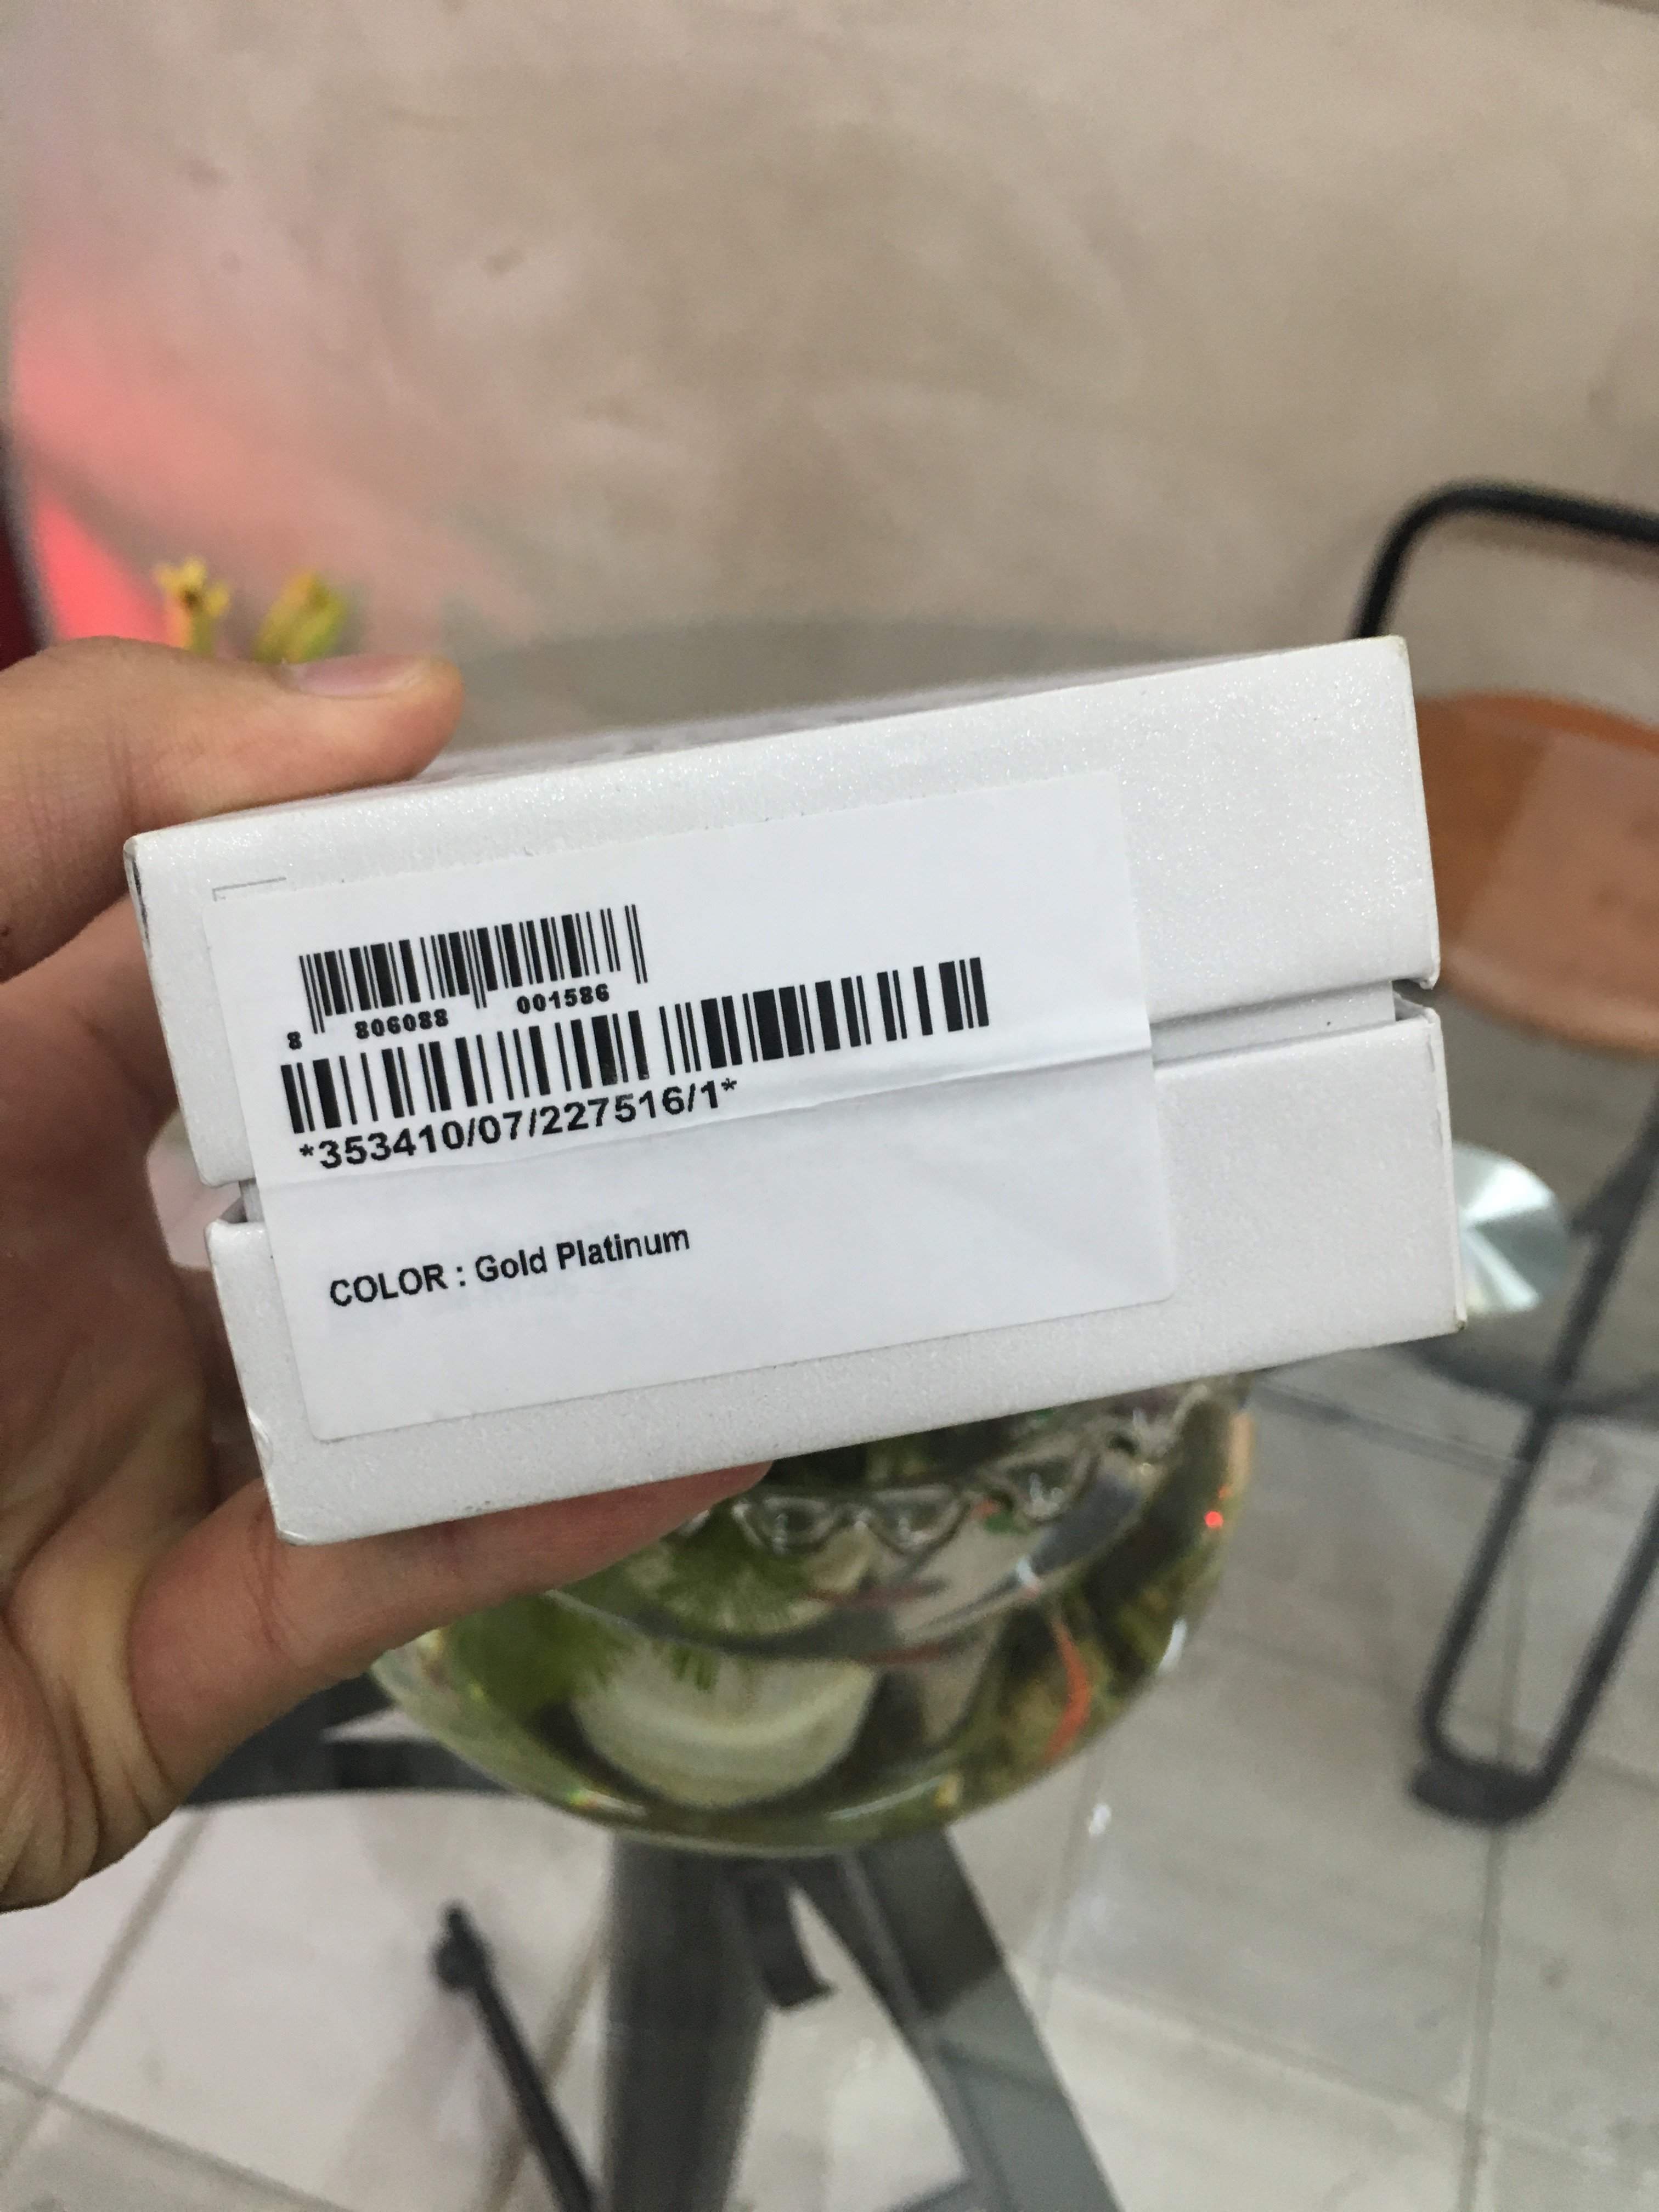 8 806088 001586
*353410/07/227516/1*
COLOR : Gold Platinum